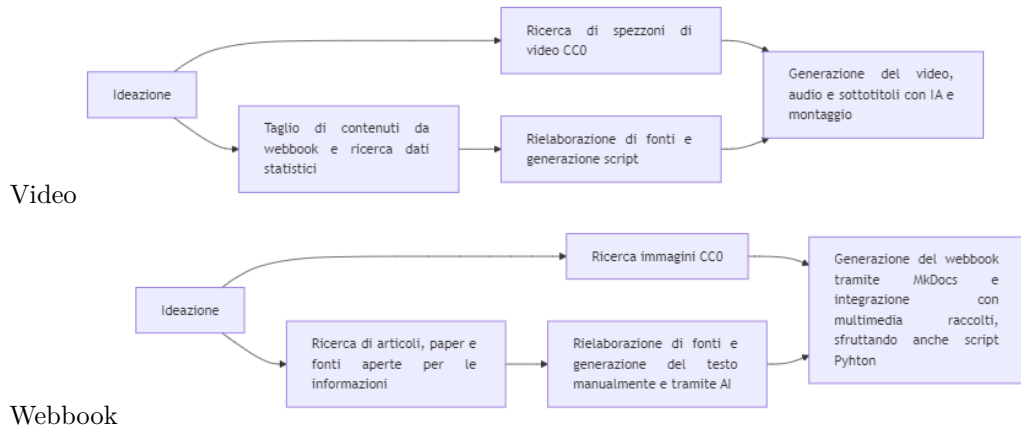 Ideazione
Ricerca di spezzoni di
video CC0
Taglio di contenuti da
webbook e ricerca dati
statistici
Rielaborazione di fonti e
generazione script
Generazione del video,
audio e sottotitoli con IA e
montaggio
Video
Ideazione
Ricerca immagini CC0
Ricerca di articoli, paper e
fonti aperte per le
informazioni
Rielaborazione di fonti e
generazione del testo
manualmente e tramite AI
Generazione del webbook
tramite MkDocs e
integrazione con
multimedia raccolti,
sfruttando anche script
Pyhton
Webbook